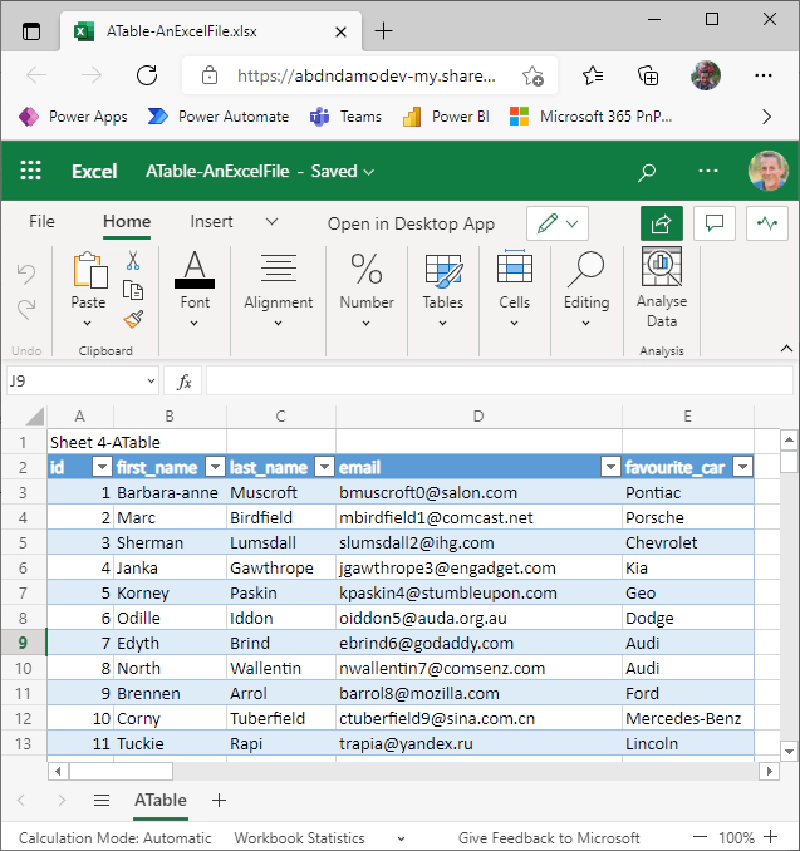 ATable-AnExcelFile.xlsx
https://abdndamodev-my.share...
Power Apps Power Automate Teams Power BI Microsoft 365 PnP...
Excel ATable-AnExcelFile - Saved
File Home Insert Open in Desktop App
Paste Font Alignment Number Tables Cells Editing Analyse
Data
Undo Clipboard Analysis
J9 fx
A B C D E
1 Sheet 4-ATable
2 id first_name last_name email favourite_car
3 1 Barbara-anne Muscroft bmuscroft0@salon.com Pontiac
4 2 Marc Birdfield mbirdfield1@comcast.net Porsche
5 3 Sherman Lumsdall slumsdall2@ihg.com Chevrolet
6 4 Janka Gawthrope jgawthrope3@engadget.com Kia
7 5 Korney Paskin kpaskin4@stumbleupon.com Geo
8 6 Odille Iddon oiddon5@auda.org.au Dodge
9 7 Edyth Brind ebrind6@godaddy.com Audi
10 8 North Wallentin nwallentin7@comsenz.com Audi
11 9 Brennen Arrol barrol8@mozilla.com Ford
12 10 Corny Tuberfield ctuberfield9@sina.com.cn Mercedes-Benz
13 11 Tuckie Rapi trapia@yandex.ru Lincoln
ATable
Calculation Mode: Automatic Workbook Statistics Give Feedback to Microsoft 100%